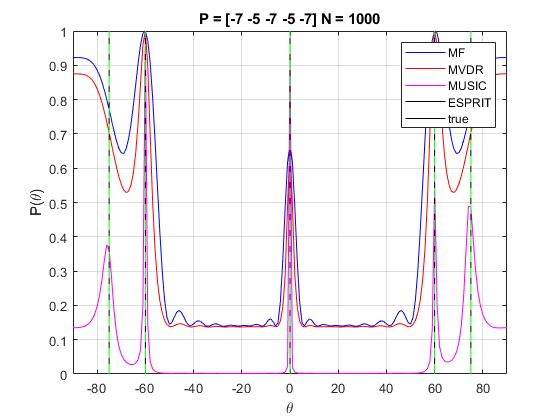 P = [-7 -5 -7 -5 -7] N = 1000
1
0.9
0.8
0.7
0.6
0.5
0.4
0.3
0.2
0.1
0
P(θ)
MF
MVDR
MUSIC
ESPRIT
true
-80 -60 -40 -20 0 20 40 60 80
θ